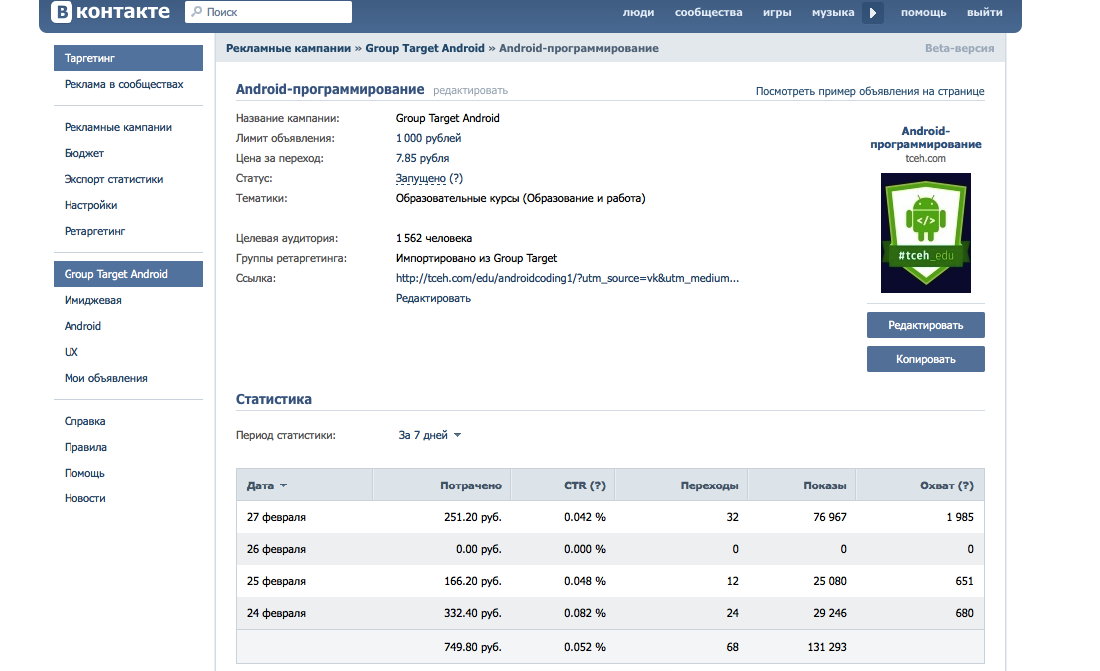 В контакте
Поиск
люди сообщества игры музыка помощь выйти
Таргетинг
Реклама в сообществах
Рекламные кампании
Бюджет
Экспорт статистики
Настройки
Ретаргетинг
Group Target Android
Имиджевая
Android
UX
Мои объявления
Справка
Правила
Помощь
Новости
Рекламные кампании » Group Target Android » Android-программирование
Beta-версия
Android-программирование редактировать
Посмотреть пример объявления на странице
Название кампании: Group Target Android
Лимит объявления: 1 000 рублей
Цена за переход: 7.85 рубля
Статус: Запущено (?)
Тематики: Образовательные курсы (Образование и работа)
Целевая аудитория: 1 562 человека
Группы ретаргетинга: Импортировано из Group Target
Ссылка: http://tceh.com/edu/androidcoding1/?utm_source=vk&utm_medium...
Редактировать
Android-
программирование
tceh.com
</>
#tceh_edu
Редактировать
Копировать
Статистика
Период статистики: За 7 дней
Дата Потрачено CTR (?) Переходы Показы Охват (?)
27 февраля 251.20 руб. 0.042 % 32 76 967 1 985
26 февраля 0.00 руб. 0.000 % 0 0 0
25 февраля 166.20 руб. 0.048 % 12 25 080 651
24 февраля 332.40 руб. 0.082 % 24 29 246 680
749.80 руб. 0.052 % 68 131 293